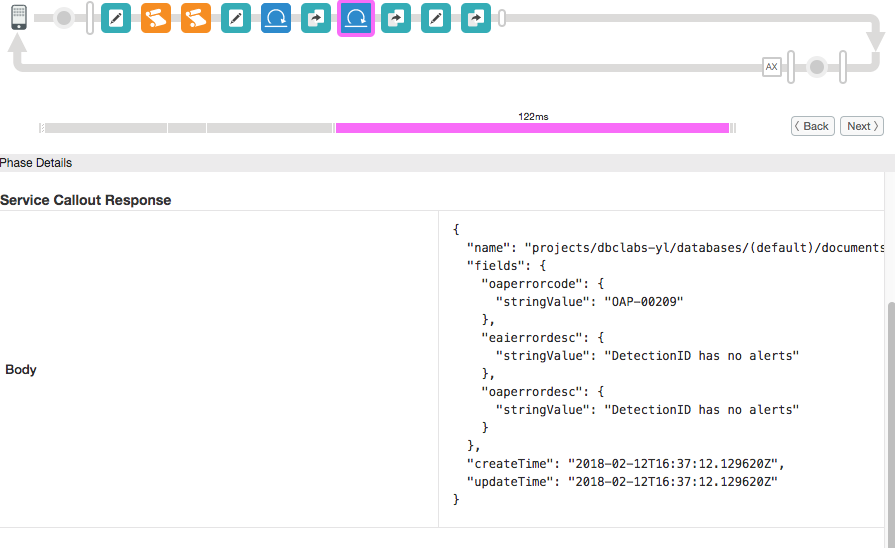 AX
122ms
Back
Next
Phase Details
Service Callout Response
Body
{
"name": "projects/dbclabs-yl/databases/(default)/documents
"fields": {
"oaperrorcode": {
"stringValue": "OAP-00209"
},
"eaierrordesc": {
"stringValue": "DetectionID has no alerts"
},
"oaperrordesc": {
"stringValue": "DetectionID has no alerts"
}
},
"createTime": "2018-02-12T16:37:12.129620Z",
"updateTime": "2018-02-12T16:37:12.129620Z"
}